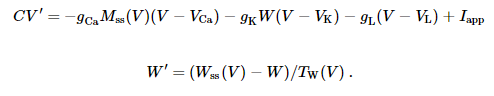 CV′ = −g_Ca M_ss(V)(V − V_Ca) − g_K W(V − V_K) − g_L(V − V_L) + I_app
W′ = (W_ss(V) − W)/T_W(V) .